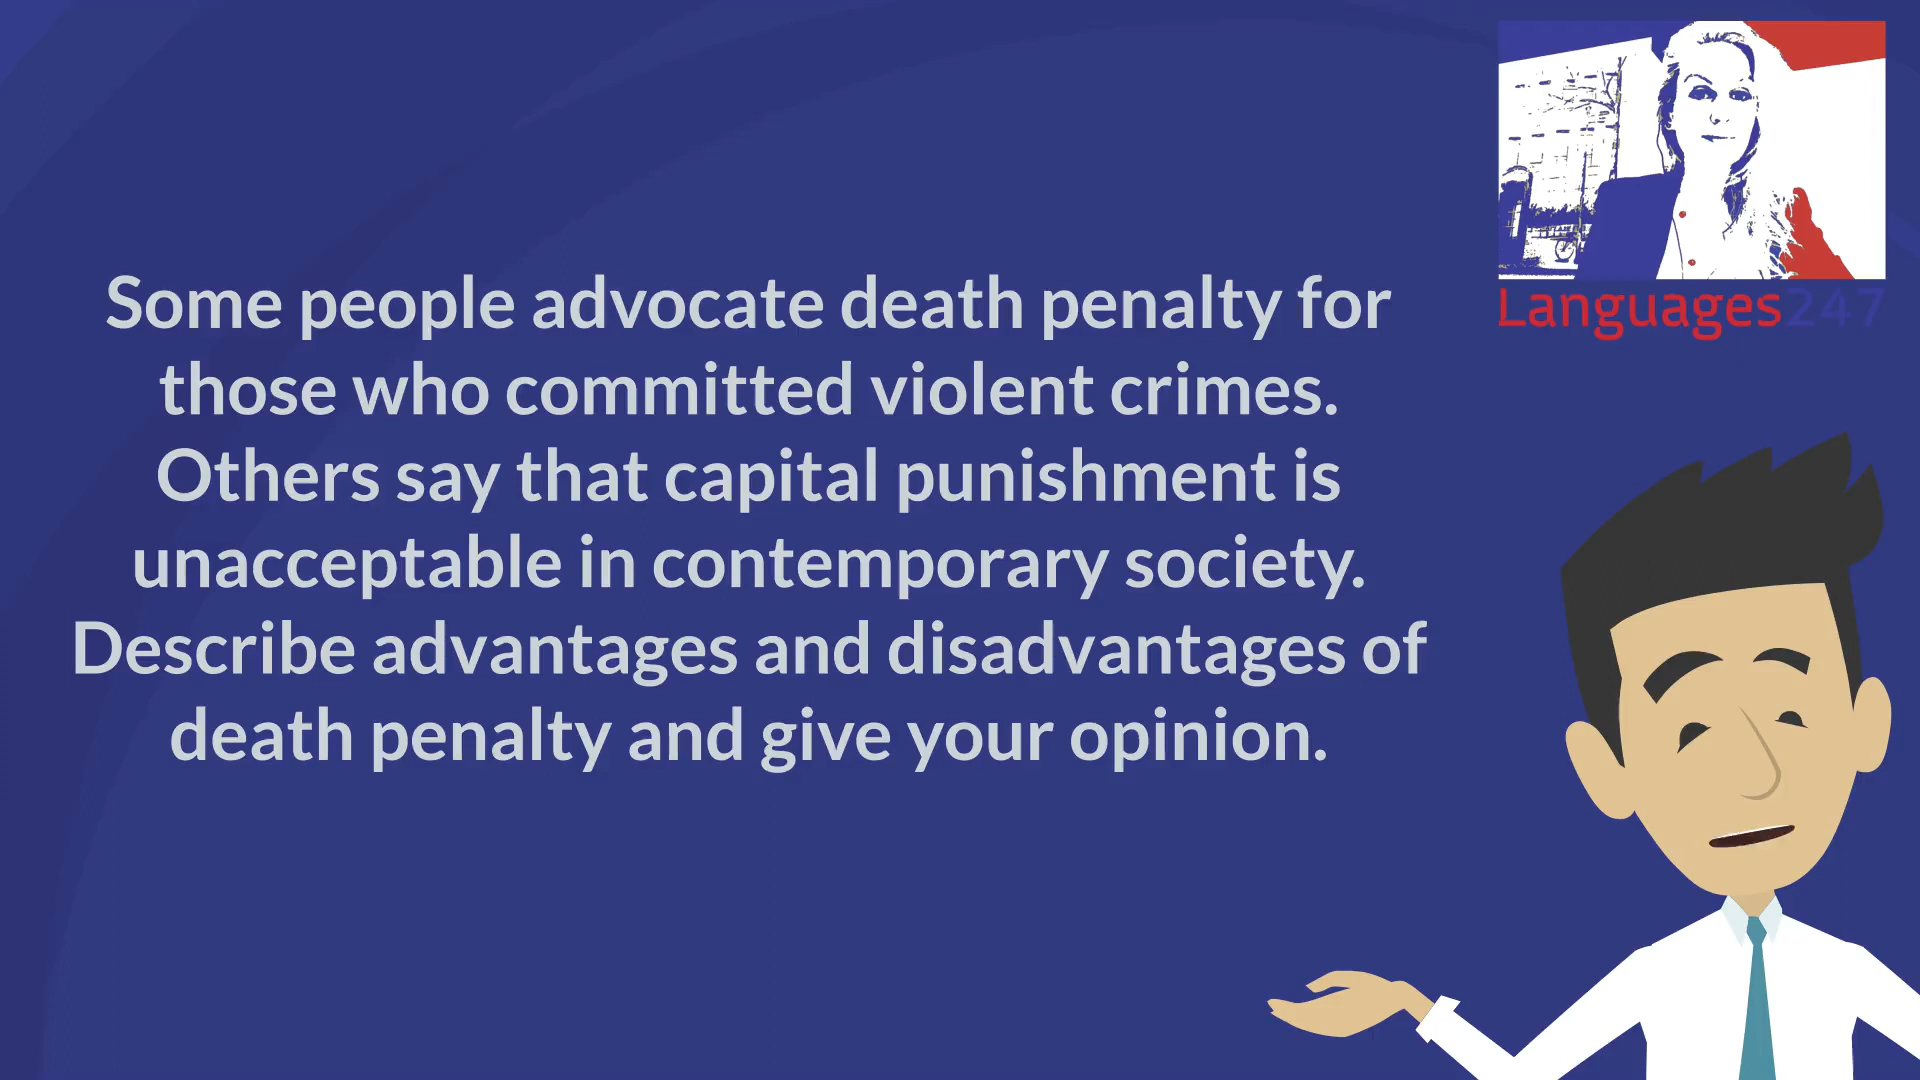 Some people advocate death penalty for
those who committed violent crimes.
Others say that capital punishment is
unacceptable in contemporary society.
Describe advantages and disadvantages of
death penalty and give your opinion.
Languages247